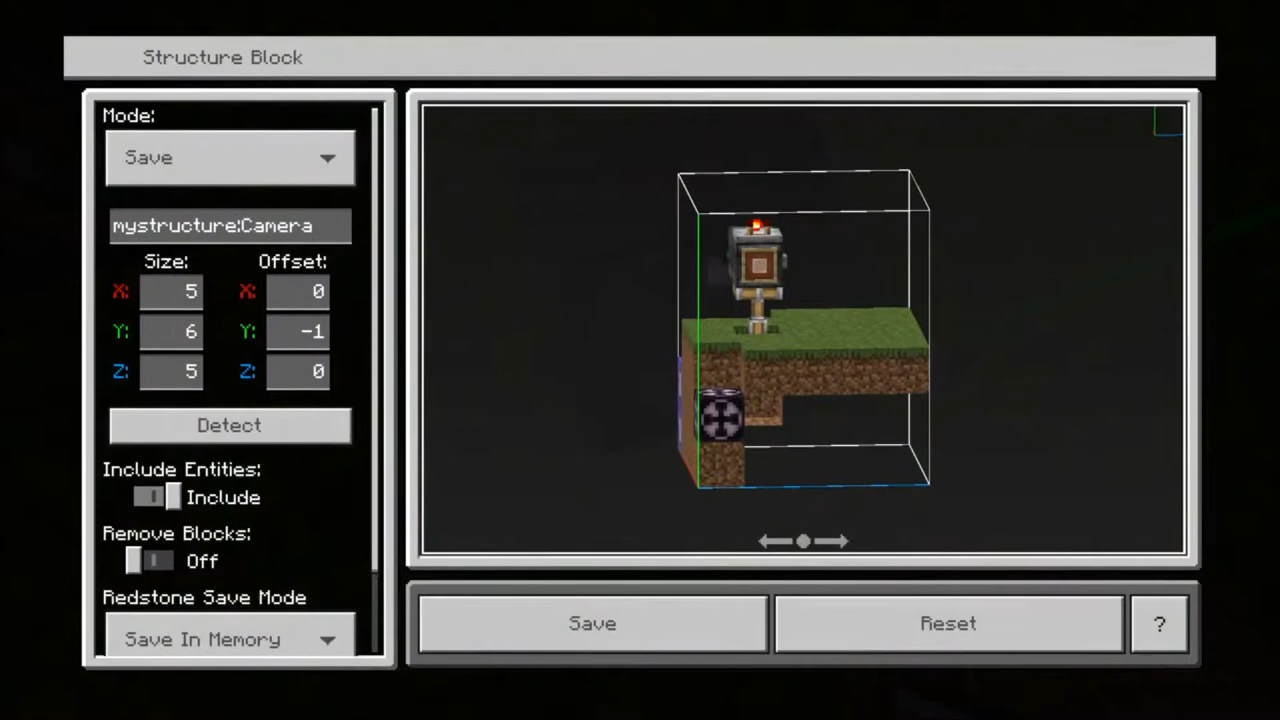 Structure Block
Mode:
Save
mystructure:Camera
Size: Offset:
X: 5 X: 0
Y: 6 Y: -1
Z: 5 Z: 0
Detect
Include Entities:
Include
Remove Blocks:
Off
Redstone Save Mode
Save In Memory
Save Reset ?